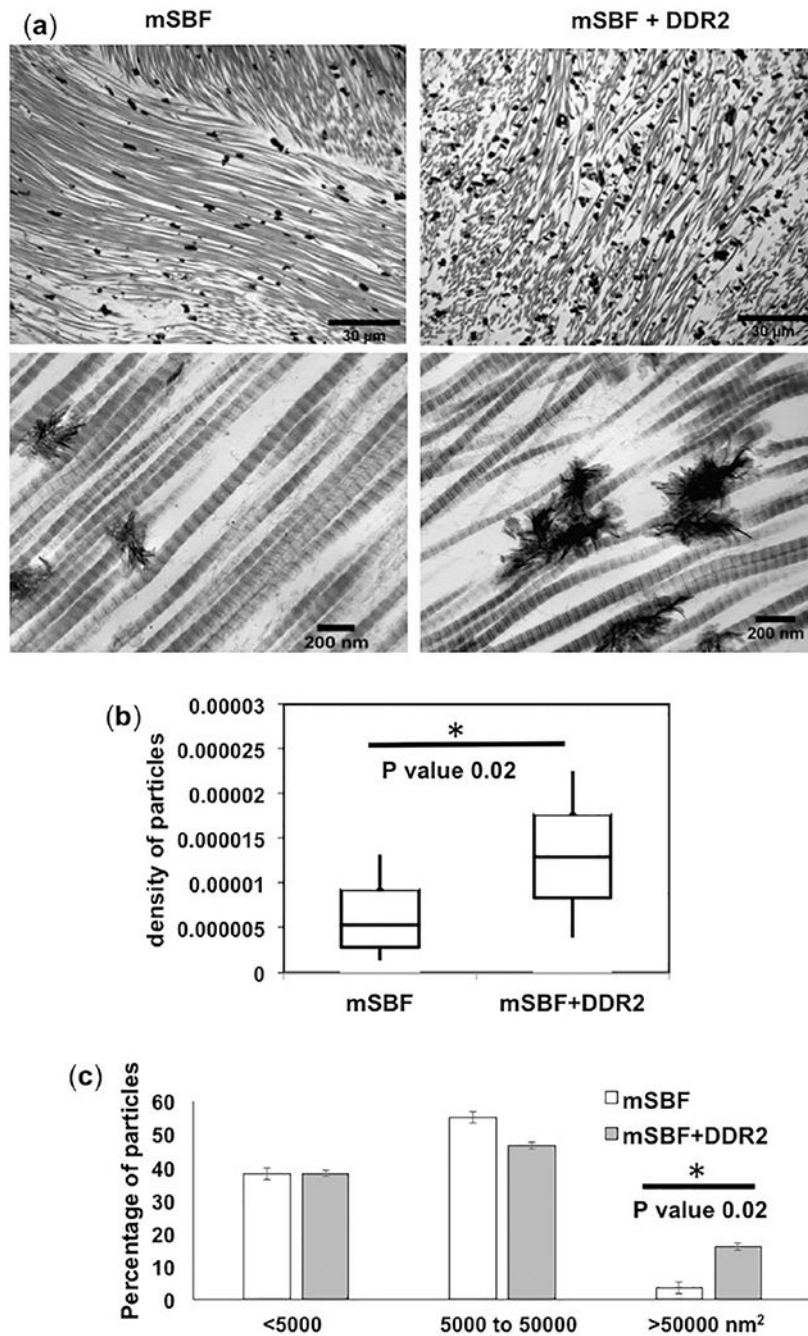 (a) mSBF mSBF + DDR2
30 µm 30 µm
200 nm 200 nm
(b)
density of particles
0.00003
0.000025
0.00002
0.000015
0.00001
0.000005
0
*
P value 0.02
mSBF mSBF+DDR2
(c)
Percentage of particles
60
50
40
30
20
10
0
mSBF
mSBF+DDR2
*
P value 0.02
<5000 5000 to 50000 >50000 nm²